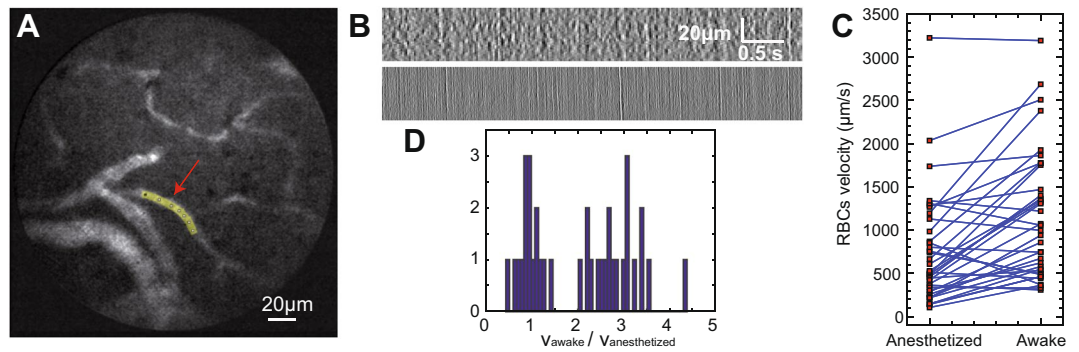 A
20µm
B
20µm
0.5 s
D
3
2
1
0
0 1 2 3 4 5
vawake / vanesthetized
C
RBCs velocity (µm/s)
3500
3000
2500
2000
1500
1000
500
0
Anesthetized Awake